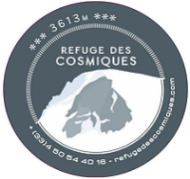 *** 3613M ***
REFUGE DES
COSMIQUES
+(33)4 50 54 40 16 - refugedescosmiques.com